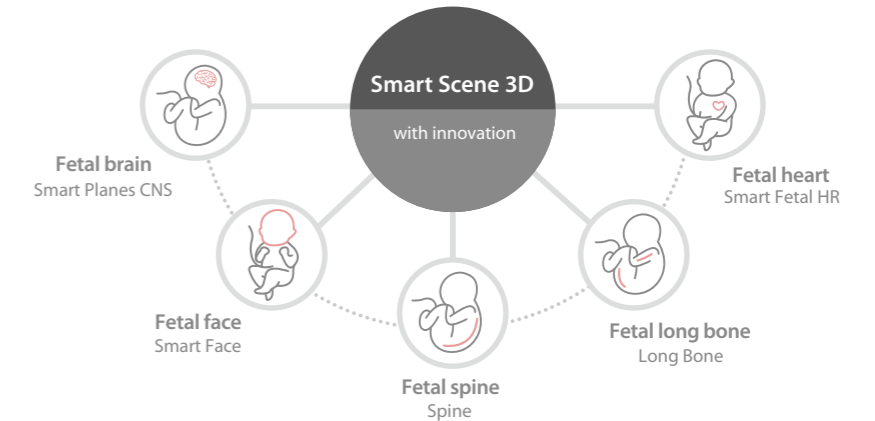 Smart Scene 3D
with innovation
Fetal brain
Smart Planes CNS
Fetal heart
Smart Fetal HR
Fetal face
Smart Face
Fetal long bone
Long Bone
Fetal spine
Spine